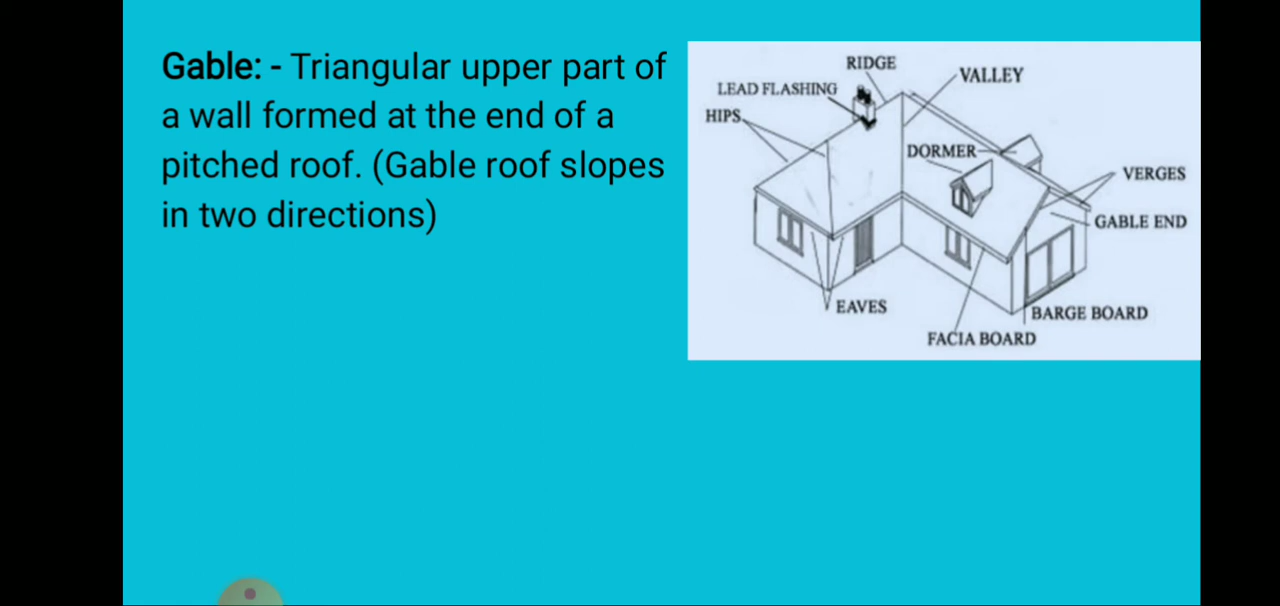 Gable: - Triangular upper part of
a wall formed at the end of a
pitched roof. (Gable roof slopes
in two directions)
RIDGE
VALLEY
LEAD FLASHING
HIPS
DORMER
VERGES
GABLE END
EAVES
BARGE BOARD
FACIA BOARD